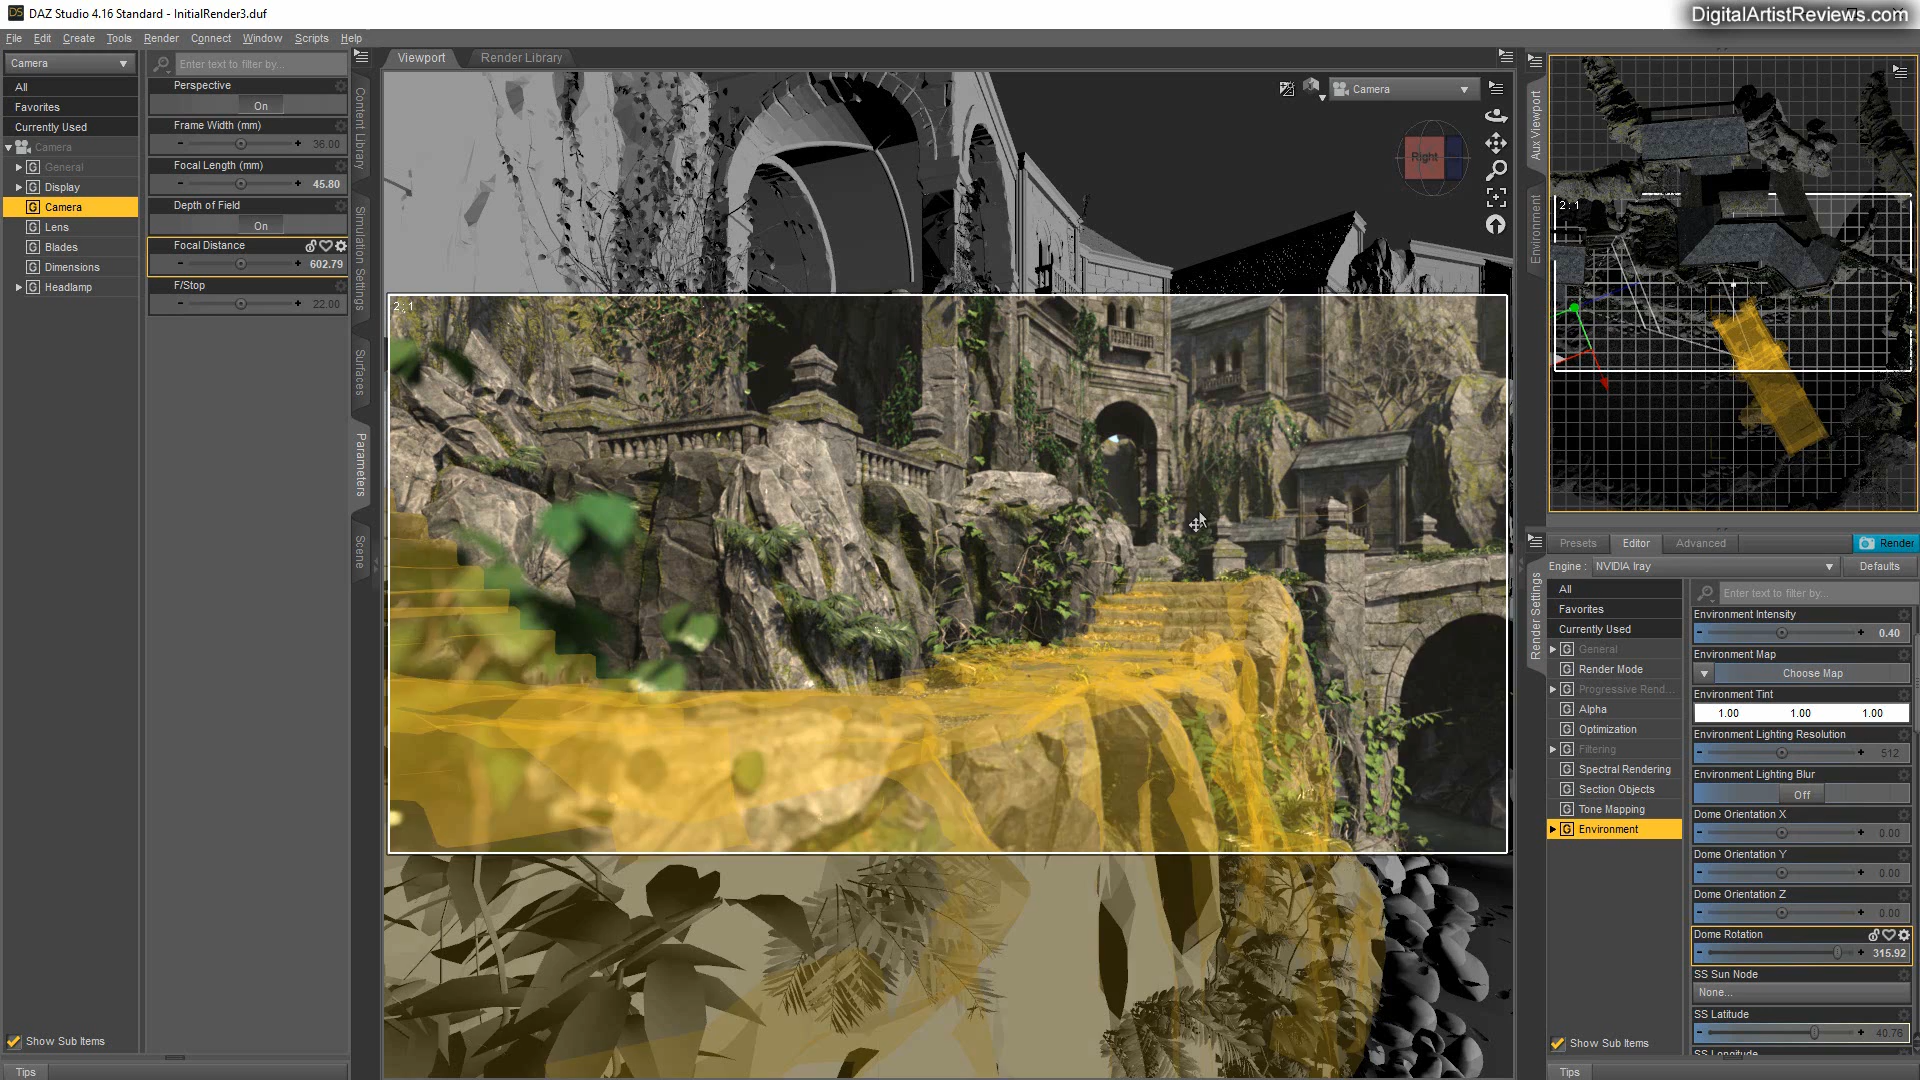 DS DAZ Studio 4.16 Standard - InitialRender3.duf
DigitalArtistReviews.com
File Edit Create Tools Render Connect Window Scripts Help
Camera
All
Favorites
Currently Used
Camera
General
Display
Camera
Lens
Blades
Dimensions
Headlamp
Show Sub Items
Tips
Enter text to filter by...
Perspective
On
Frame Width (mm)
- + 36.00
Focal Length (mm)
- + 45.80
Depth of Field
On
Focal Distance
- + 602.79
F/Stop
- + 22.00
Content Library
Simulation Settings
Surfaces
Parameters
Scene
Viewport Render Library
Camera
Right
2 : 1
Aux Viewport
Environment
2 : 1
Render Settings
Presets Editor Advanced Render
Engine : NVIDIA Iray Defaults
All
Favorites
Currently Used
General
Render Mode
Progressive Rend...
Alpha
Optimization
Filtering
Spectral Rendering
Section Objects
Tone Mapping
Environment
Show Sub Items
Tips
Enter text to filter by...
Environment Intensity
- + 0.40
Environment Map
Choose Map
Environment Tint
1.00 1.00 1.00
Environment Lighting Resolution
- + 512
Environment Lighting Blur
Off
Dome Orientation X
- + 0.00
Dome Orientation Y
- + 0.00
Dome Orientation Z
- + 0.00
Dome Rotation
- + 315.92
SS Sun Node
None...
SS Latitude
- + 40.76
SS Longitude